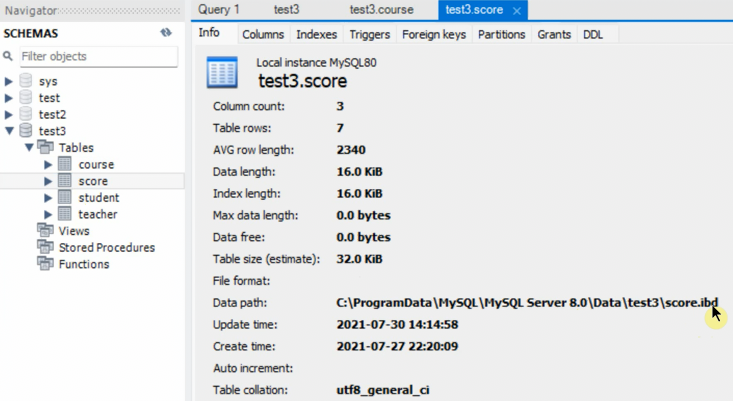 Navigator
SCHEMAS
Filter objects
sys
test
test2
test3
Tables
course
score
student
teacher
Views
Stored Procedures
Functions
Query 1 test3 test3.course test3.score
Info Columns Indexes Triggers Foreign keys Partitions Grants DDL
Local instance MySQL80
test3.score
Column count: 3
Table rows: 7
AVG row length: 2340
Data length: 16.0 KiB
Index length: 16.0 KiB
Max data length: 0.0 bytes
Data free: 0.0 bytes
Table size (estimate): 32.0 KiB
File format:
Data path: C:\ProgramData\MySQL\MySQL Server 8.0\Data\test3\score.ibd
Update time: 2021-07-30 14:14:58
Create time: 2021-07-27 22:20:09
Auto increment:
Table collation: utf8_general_ci